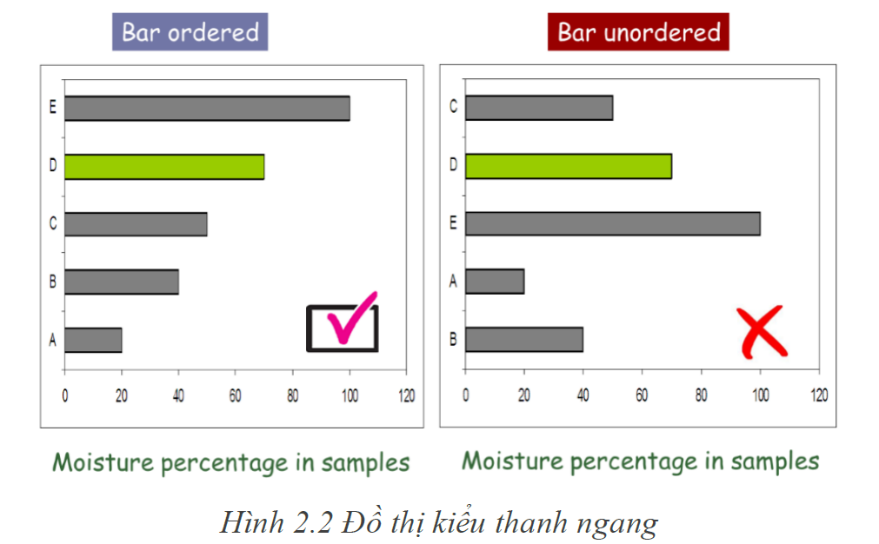 Bar ordered
E
D
C
B
A
0 20 40 60 80 100 120
Moisture percentage in samples
Bar unordered
C
D
E
A
B
0 20 40 60 80 100 120
Moisture percentage in samples
Hình 2.2 Đồ thị kiểu thanh ngang